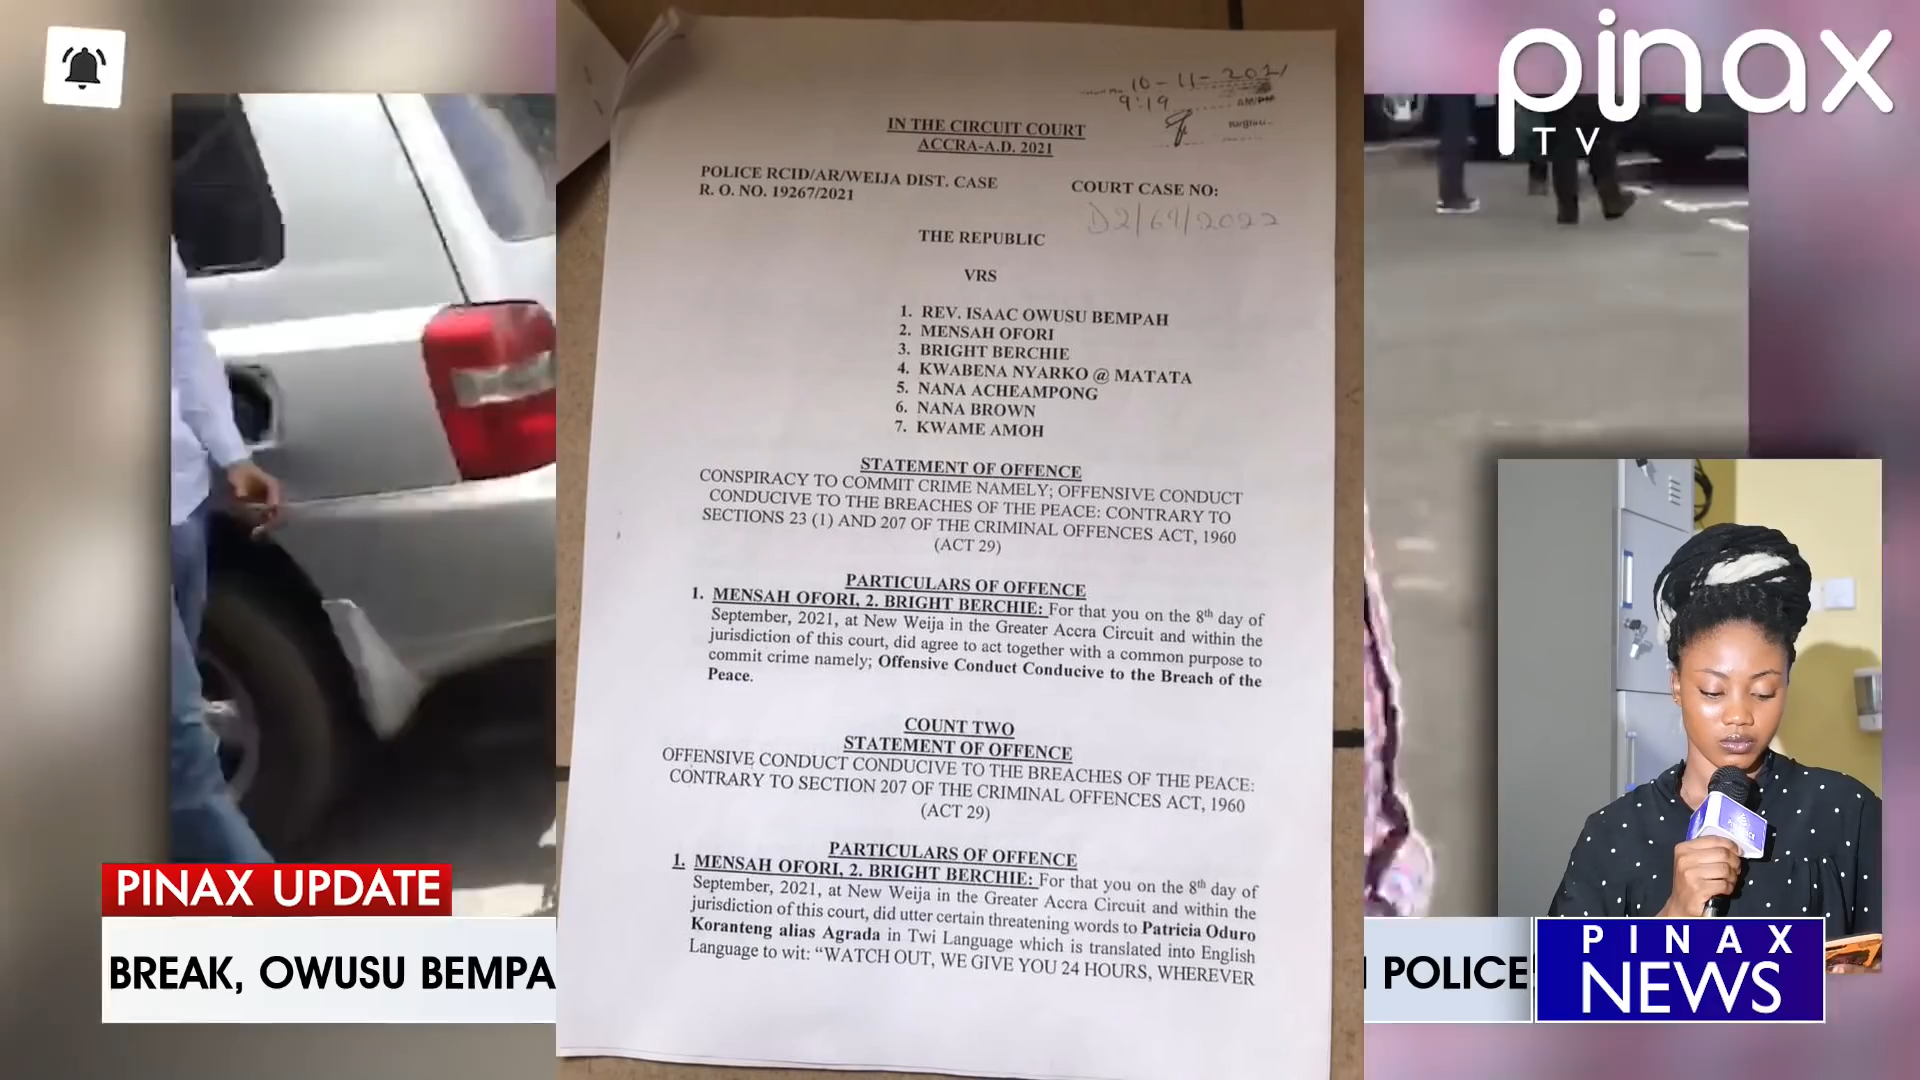 pinax
TV
10-11-2021
9:19
AM/PM
IN THE CIRCUIT COURT
ACCRA-A.D. 2021
POLICE RCID/AR/WEIJA DIST. CASE
R. O. NO. 19267/2021
COURT CASE NO:
D2/64/2022
THE REPUBLIC
VRS
1. REV. ISAAC OWUSU BEMPAH
2. MENSAH OFORI
3. BRIGHT BERCHIE
4. KWABENA NYARKO @ MATATA
5. NANA ACHEAMPONG
6. NANA BROWN
7. KWAME AMOH
STATEMENT OF OFFENCE
CONSPIRACY TO COMMIT CRIME NAMELY; OFFENSIVE CONDUCT
CONDUCIVE TO THE BREACHES OF THE PEACE: CONTRARY TO
SECTIONS 23 (1) AND 207 OF THE CRIMINAL OFFENCES ACT, 1960
(ACT 29)
PARTICULARS OF OFFENCE
1. MENSAH OFORI, 2. BRIGHT BERCHIE: For that you on the 8th day of
September, 2021, at New Weija in the Greater Accra Circuit and within the
jurisdiction of this court, did agree to act together with a common purpose to
commit crime namely; Offensive Conduct Conducive to the Breach of the
Peace.
COUNT TWO
STATEMENT OF OFFENCE
OFFENSIVE CONDUCT CONDUCIVE TO THE BREACHES OF THE PEACE:
CONTRARY TO SECTION 207 OF THE CRIMINAL OFFENCES ACT, 1960
(ACT 29)
PARTICULARS OF OFFENCE
1. MENSAH OFORI, 2. BRIGHT BERCHIE: For that you on the 8th day of
September, 2021, at New Weija in the Greater Accra Circuit and within the
jurisdiction of this court, did utter certain threatening words to Patricia Oduro
Koranteng alias Agrada in Twi Language which is translated into English
Language to wit: “WATCH OUT, WE GIVE YOU 24 HOURS, WHEREVER
PINAX UPDATE
BREAK, OWUSU BEMPA
POLICE
PINAX
NEWS